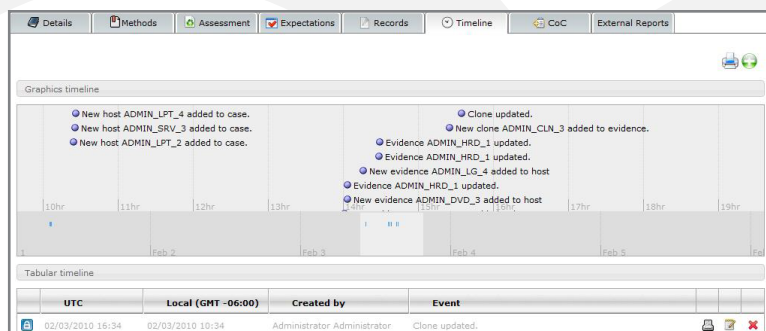 Details Methods Assessment Expectations Records Timeline CoC External Reports
Graphics timeline
New host ADMIN_LPT_4 added to case. Clone updated.
New host ADMIN_SRV_3 added to case. New clone ADMIN_CLN_3 added to evidence.
New host ADMIN_LPT_2 added to case. Evidence ADMIN_HRD_1 updated.
Evidence ADMIN_HRD_1 updated.
New evidence ADMIN_LG_4 added to host
Evidence ADMIN_HRD_1 updated.
New evidence ADMIN_DVD_3 added to host
10hr 11hr 12hr 13hr 14hr 15hr 16hr 17hr 18hr 19hr
1 Feb 2 Feb 3 Feb 4 Feb 5
Tabular timeline
UTC Local (GMT -06:00) Created by Event
02/03/2010 16:34 02/03/2010 10:34 Administrator Administrator Clone updated.